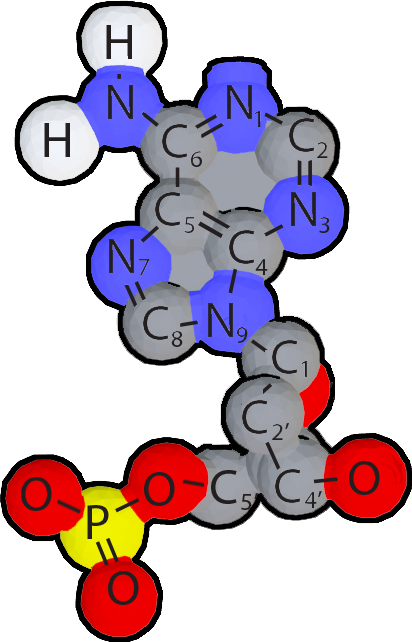 H
N
N₁
H
C₆
C₂
C₅
N₃
N₇
C₄
C₈
N₉
C₁
C₂'
O
C₅
C₄'
O
O
P
O